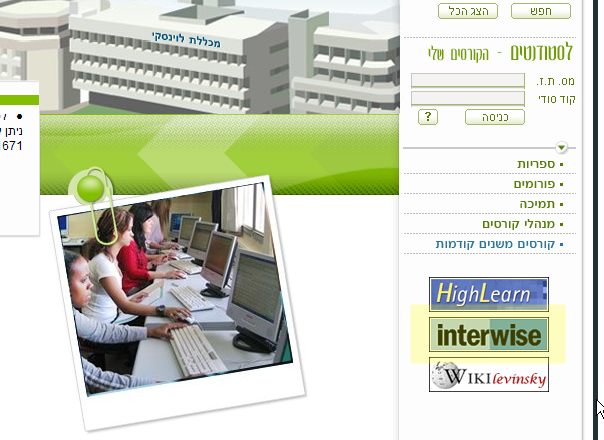 חפש
הצג הכל
מכללת לוינסקי
לסטודנטים - הקורסים שלי
מס. ת.ז.
קוד סודי
כניסה
?
ניתן
671
ספריות
פורומים
תמיכה
מנהלי קורסים
קורסים משנים קודמות
HighLearn
interwise
WIKIlevinsky